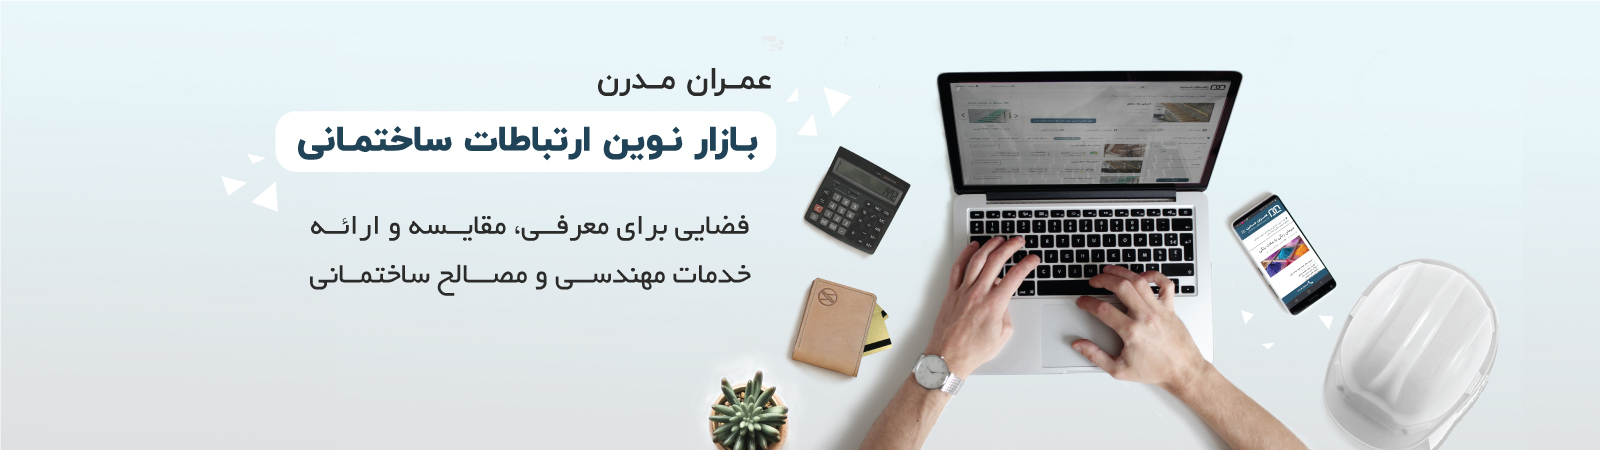 عمران مدرن
بازار نوین ارتباطات ساختمانی
فضایی برای معرفی، مقایسه و ارائه
خدمات مهندسی و مصالح ساختمانی